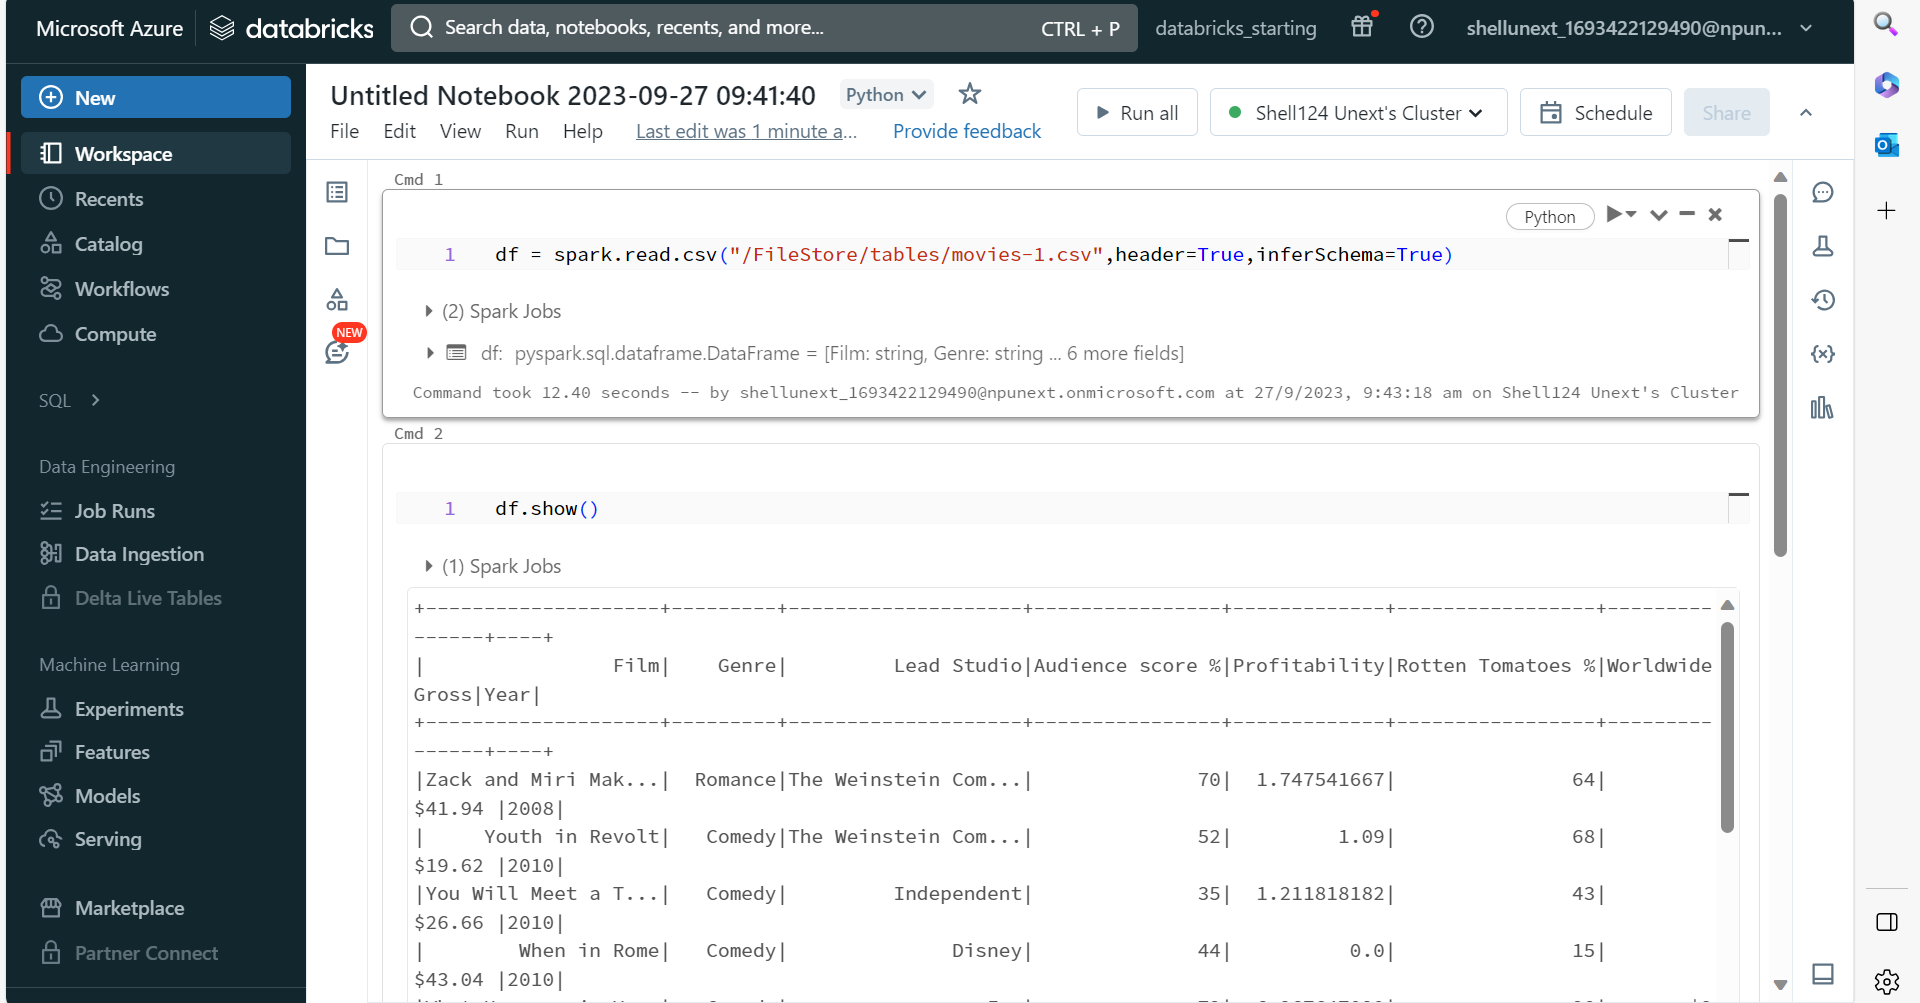 Microsoft Azure databricks Search data, notebooks, recents, and more... CTRL + P databricks_starting shellunext_1693422129490@npun...
New
Workspace
Recents
Catalog
Workflows
Compute
SQL
Data Engineering
Job Runs
Data Ingestion
Delta Live Tables
Machine Learning
Experiments
Features
Models
Serving
Marketplace
Partner Connect
Untitled Notebook 2023-09-27 09:41:40 Python
File Edit View Run Help Last edit was 1 minute a... Provide feedback
Run all Shell124 Unext's Cluster Schedule Share
NEW
Cmd 1
Python
1 df = spark.read.csv("/FileStore/tables/movies-1.csv",header=True,inferSchema=True)
(2) Spark Jobs
df: pyspark.sql.dataframe.DataFrame = [Film: string, Genre: string ... 6 more fields]
Command took 12.40 seconds -- by shellunext_1693422129490@npunext.onmicrosoft.com at 27/9/2023, 9:43:18 am on Shell124 Unext's Cluster
Cmd 2
1 df.show()
(1) Spark Jobs
+--------------------+---------+--------------------+----------------+-------------+-----------------+---------
------+----+
| Film| Genre| Lead Studio|Audience score %|Profitability|Rotten Tomatoes %|Worldwide
Gross|Year|
+--------------------+---------+--------------------+----------------+-------------+-----------------+---------
------+----+
|Zack and Miri Mak...| Romance|The Weinstein Com...| 70| 1.747541667| 64|
$41.94 |2008|
| Youth in Revolt| Comedy|The Weinstein Com...| 52| 1.09| 68|
$19.62 |2010|
|You Will Meet a T...| Comedy| Independent| 35| 1.211818182| 43|
$26.66 |2010|
| When in Rome| Comedy| Disney| 44| 0.0| 15|
$43.04 |2010|